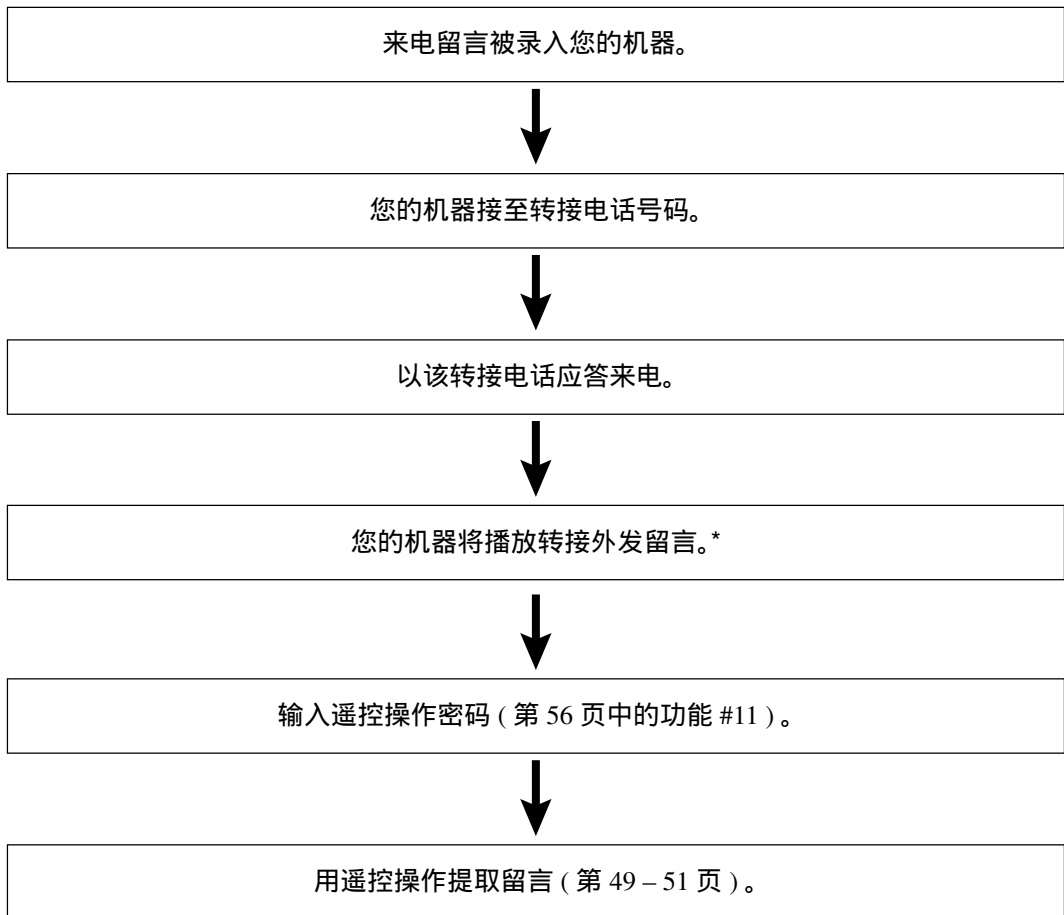 来电留言被录入您的机器。
您的机器接至转接电话号码。
以该转接电话应答来电。
您的机器将播放转接外发留言。*
输入遥控操作密码 ( 第 56 页中的功能 #11 ) 。
用遥控操作提取留言 ( 第 49 – 51 页 ) 。